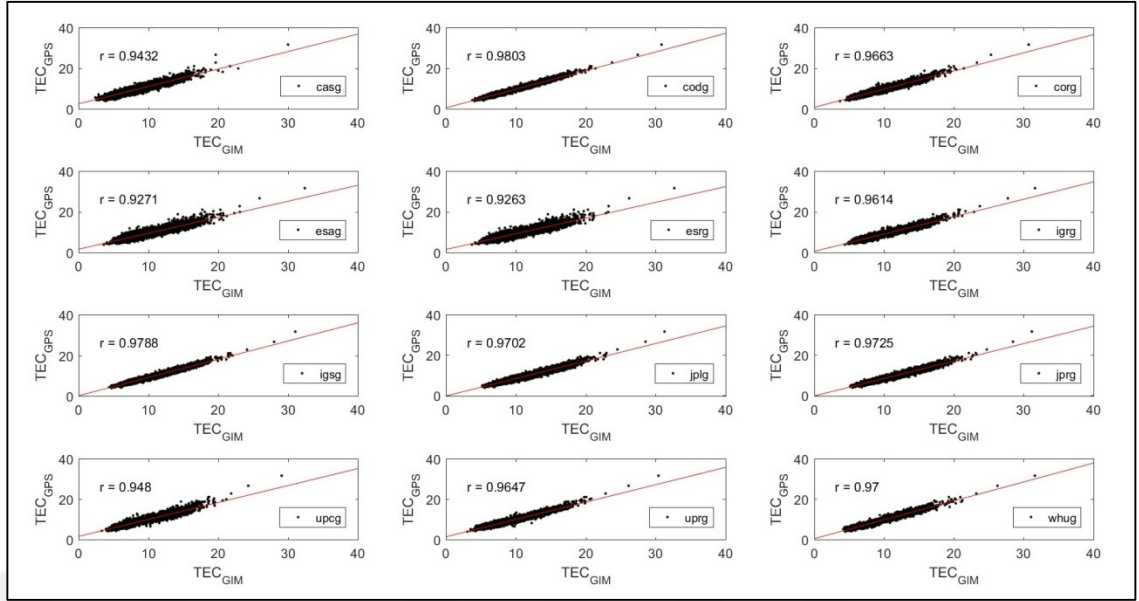 40
20
0
TEC_GPS
r = 0.9432
casg
0 10 20 30 40
TEC_GIM
40
20
0
TEC_GPS
r = 0.9803
codg
0 10 20 30 40
TEC_GIM
40
20
0
TEC_GPS
r = 0.9663
corg
0 10 20 30 40
TEC_GIM
40
20
0
TEC_GPS
r = 0.9271
esag
0 10 20 30 40
TEC_GIM
40
20
0
TEC_GPS
r = 0.9263
esrg
0 10 20 30 40
TEC_GIM
40
20
0
TEC_GPS
r = 0.9614
igrg
0 10 20 30 40
TEC_GIM
40
20
0
TEC_GPS
r = 0.9788
igsg
0 10 20 30 40
TEC_GIM
40
20
0
TEC_GPS
r = 0.9702
jplg
0 10 20 30 40
TEC_GIM
40
20
0
TEC_GPS
r = 0.9725
jprg
0 10 20 30 40
TEC_GIM
40
20
0
TEC_GPS
r = 0.948
upcg
0 10 20 30 40
TEC_GIM
40
20
0
TEC_GPS
r = 0.9647
uprg
0 10 20 30 40
TEC_GIM
40
20
0
TEC_GPS
r = 0.97
whug
0 10 20 30 40
TEC_GIM